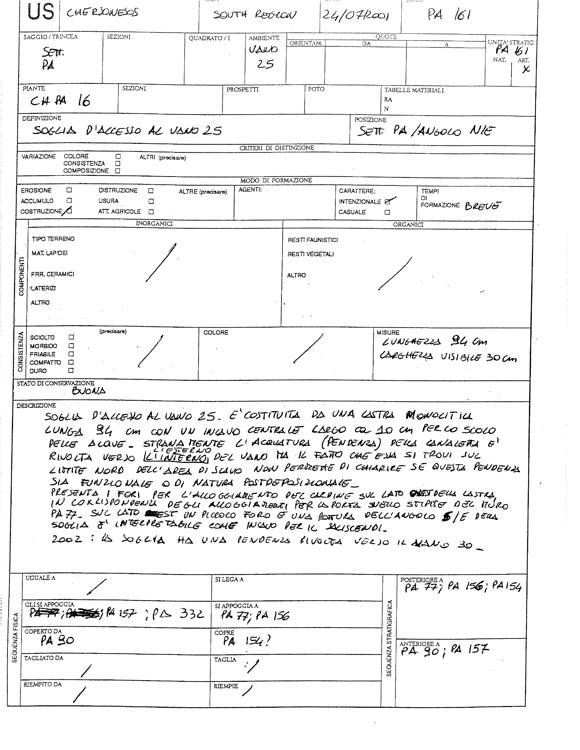 US CHERSONESOS SOUTH REGION 24/07/2001 PA 161
SAGGIO / TRINCEA SEZIONI QUADRATO / I AMBIENTE QUOTE UNITA' STRATIG.
SETT. PA VANO 25 ORIENTAM. DA A PA 161
NAT. ART.
X
PIANTE SEZIONI PROSPETTI FOTO TABELLE MATERIALI
CH PA 16 RA
N
DEFINIZIONE POSIZIONE
SOGLIA D'ACCESSO AL VANO 25 SETT. PA / ANGOLO N/E
CRITERI DI DISTINZIONE
VARIAZIONE COLORE ALTRI (precisare)
CONSISTENZA
COMPOSIZIONE
MODO DI FORMAZIONE
EROSIONE DISTRUZIONE ALTRE (precisare) AGENTI: CARATTERE: TEMPI
ACCUMULO USURA INTENZIONALE DI
COSTRUZIONE ATT. AGRICOLE CASUALE FORMAZIONE BREVE
INORGANICI ORGANICI
COMPONENTI
TIPO TERRENO RESTI FAUNISTICI
MAT. LAPIDEI RESTI VEGETALI
FRR. CERAMICI ALTRO
LATERIZI
ALTRO
CONSISTENZA
SCIOLTO (precisare) COLORE MISURE
MORBIDO LUNGHEZZA 94 cm
FRIABILE LARGHEZZA VISIBILE 30 cm
COMPATTO
DURO
STATO DI CONSERVAZIONE
BUONA
DESCRIZIONE
SOGLIA D'ACCESSO AL VANO 25. E' COSTITUITA DA UNA LASTRA MONOLITICA
LUNGA 94 cm CON UN INCAVO CENTRALE LARGO ca. 10 cm PER LO SCOLO
DELLE ACQUE. STRANAMENTE L'ACQUATURA (PENDENZA) DELLA CANALETTA E'
L'ESTERNO
RIVOLTA VERSO L'INTERNO DEL VANO MA IL FATTO CHE ESSA SI TROVI SUL
LIMITE NORD DELL'AREA DI SCAVO NON PERMETTE DI CHIARIRE SE QUESTA PENDENZA
SIA FUNZIONALE O DI NATURA POSTDEPOSIZIONALE.
PRESENTA I FORI PER L'ALLOGGIAMENTO DEL CARDINE SUL LATO EST DELLA LASTRA,
IN CORRISPONDENZA DEGLI ALLOGGIAMENTI PER LA PORTA SULLO STIPITE DEL MURO
PA 77. SUL LATO EST UN PICCOLO FORO E UNA DELL'ANGOLO S/E DELLA
SOGLIA E' INTERPRETABILE COME INCAVO PER IL SALISCENDI.
2002: LA SOGLIA HA UNA PENDENZA RIVOLTA VERSO IL VANO 30.
SEQUENZA FISICA
UGUALE A SI LEGA A
GLI SI APPOGGIA SI APPOGGIA A
PA 157; PA 332 PA 77; PA 156
COPERTO DA COPRE
PA 90 PA 154?
TAGLIATO DA TAGLIA
RIEMPITO DA RIEMPIE
SEQUENZA STRATIGRAFICA
POSTERIORE A
PA 77; PA 156; PA 154
ANTERIORE A
PA 90; PA 157